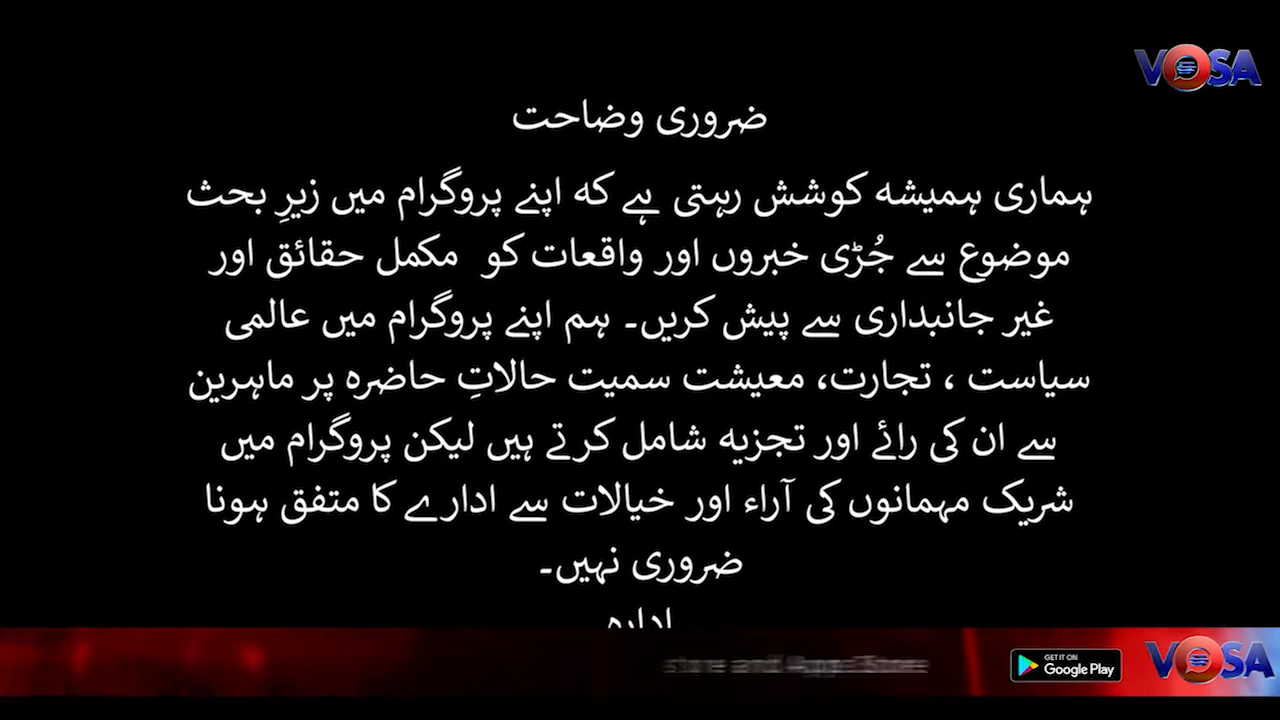 VOSA
ضروری وضاحت
ہماری ہمیشہ کوشش رہتی ہے کہ اپنے پروگرام میں زیرِ بحث
موضوع سے جُڑی خبروں اور واقعات کو مکمل حقائق اور
غیر جانبداری سے پیش کریں۔ ہم اپنے پروگرام میں عالمی
سیاست ، تجارت، معیشت سمیت حالاتِ حاضرہ پر ماہرین
سے ان کی رائے اور تجزیہ شامل کرتے ہیں لیکن پروگرام میں
شریک مہمانوں کی آراء اور خیالات سے ادارے کا متفق ہونا
ضروری نہیں۔
ادارہ
store and
GET IT ON
Google Play
VOSA